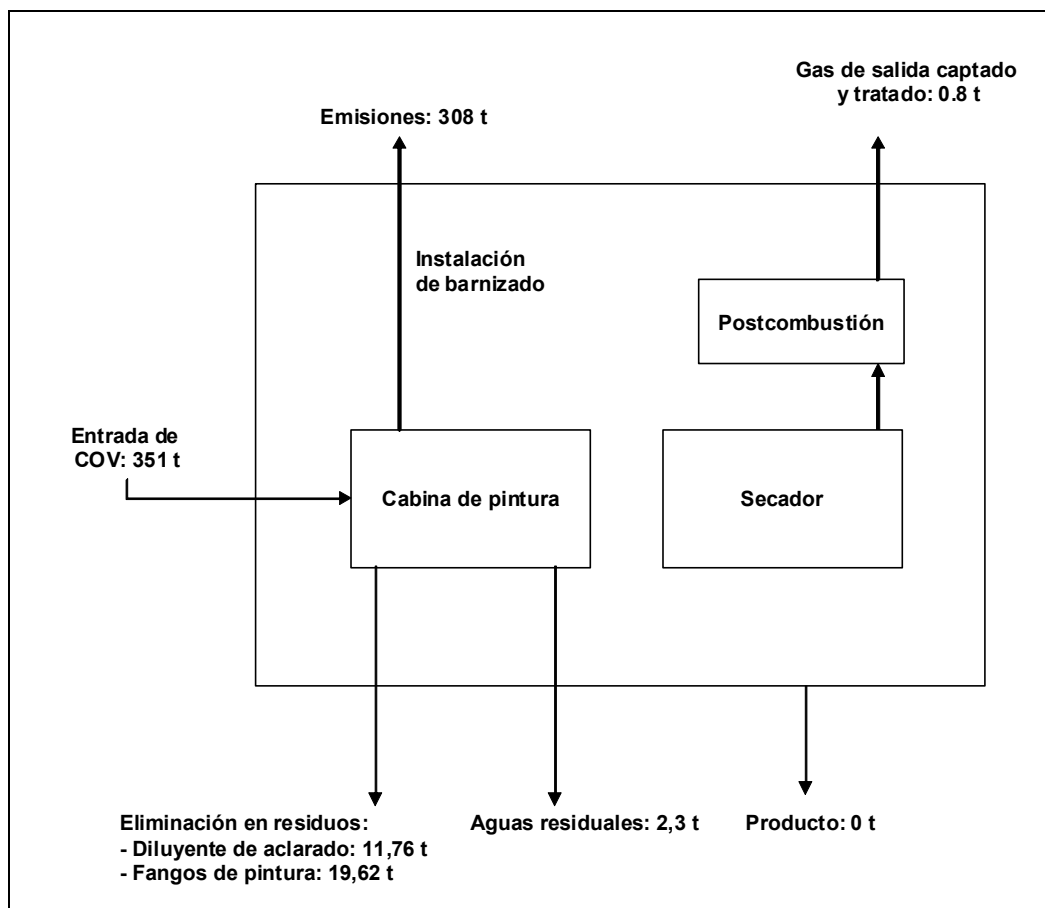 Gas de salida captado
y tratado: 0.8 t
Emisiones: 308 t
Instalación
de barnizado
Postcombustión
Entrada de
COV: 351 t
Cabina de pintura
Secador
Eliminación en residuos:
- Diluyente de aclarado: 11,76 t
- Fangos de pintura: 19,62 t
Aguas residuales: 2,3 t
Producto: 0 t